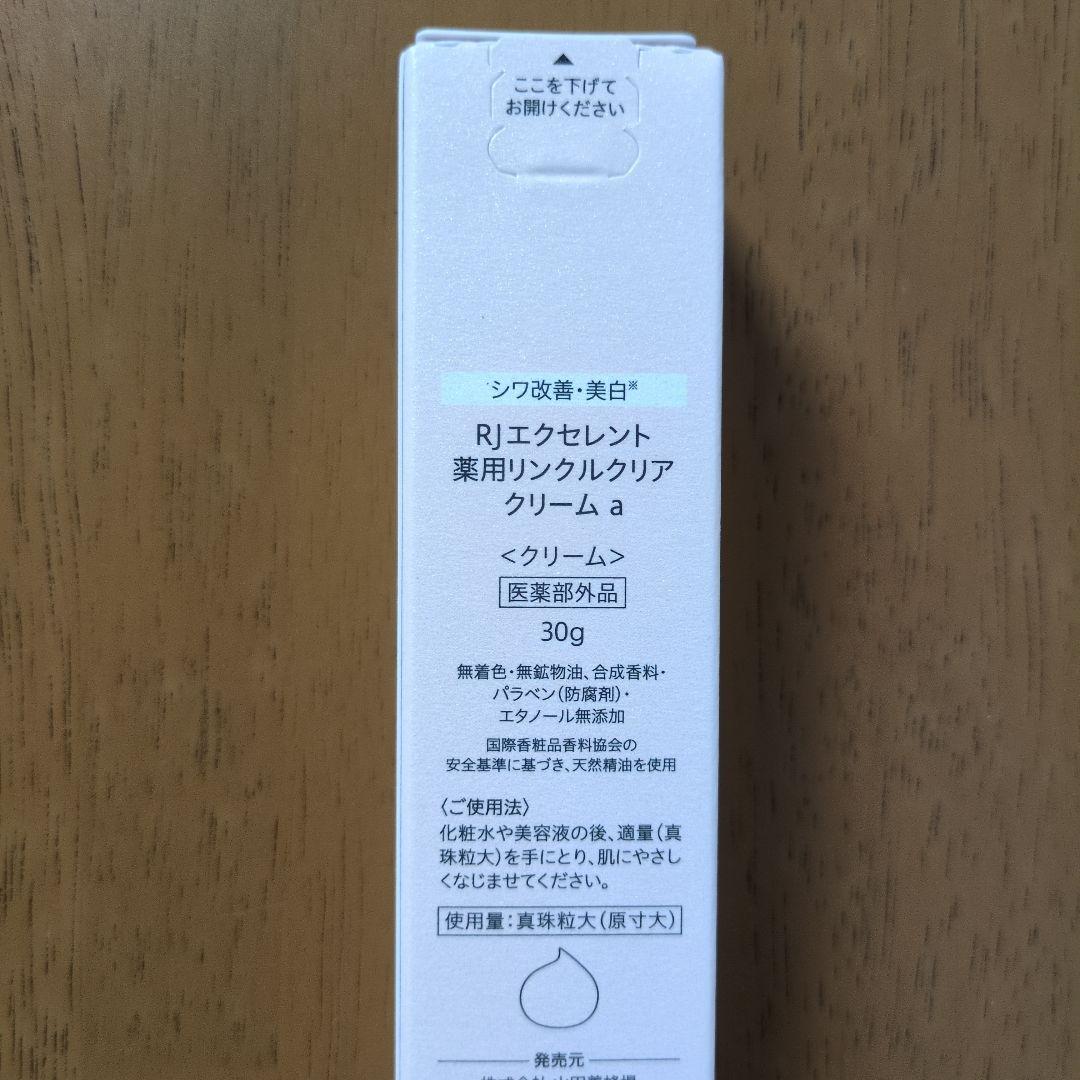 ▲
ここを下げて
お開けください
シワ改善・美白※
RJエクセレント
薬用リンクルクリア
クリーム a
<クリーム>
医薬部外品
30g
無着色・無鉱物油、合成香料・
パラベン(防腐剤)・
エタノール無添加
国際香粧品香料協会の
安全基準に基づき、天然精油を使用
〈ご使用法〉
化粧水や美容液の後、適量(真
珠粒大)を手にとり、肌にやさし
くなじませてください。
使用量:真珠粒大(原寸大)
発売元